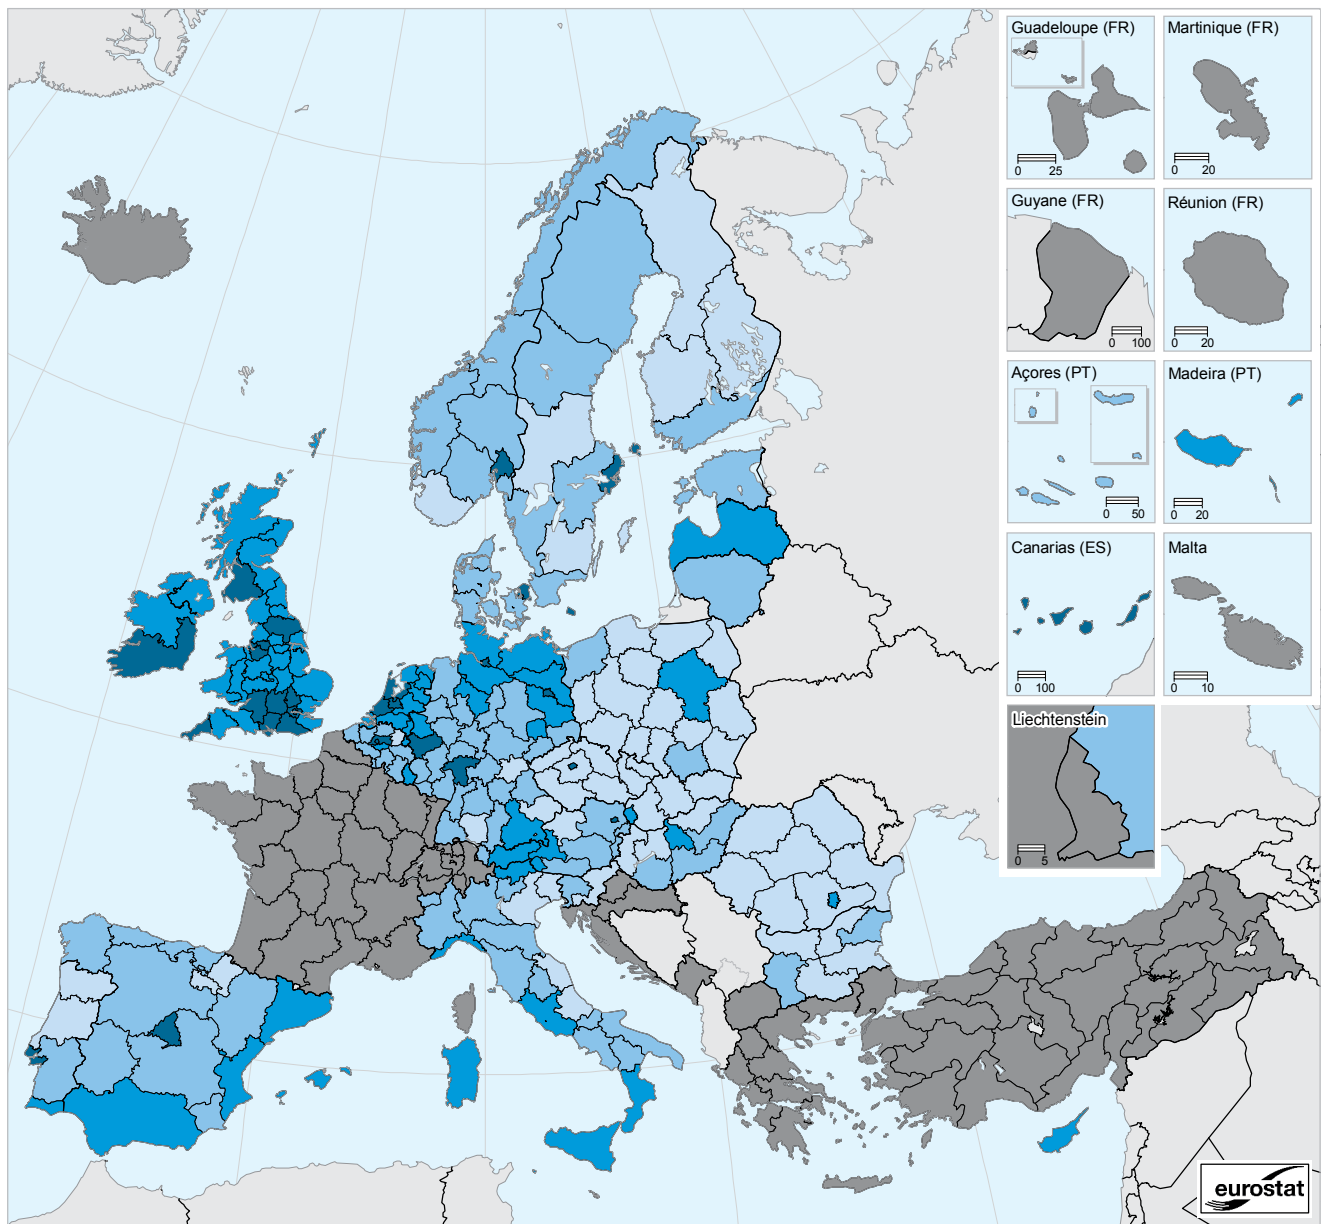 Guadeloupe (FR)
0 25
Martinique (FR)
0 20
Guyane (FR)
0 100
Réunion (FR)
0 20
Açores (PT)
0 50
Madeira (PT)
0 20
Canarias (ES)
0 100
Malta
0 10
Liechtenstein
0 5
eurostat